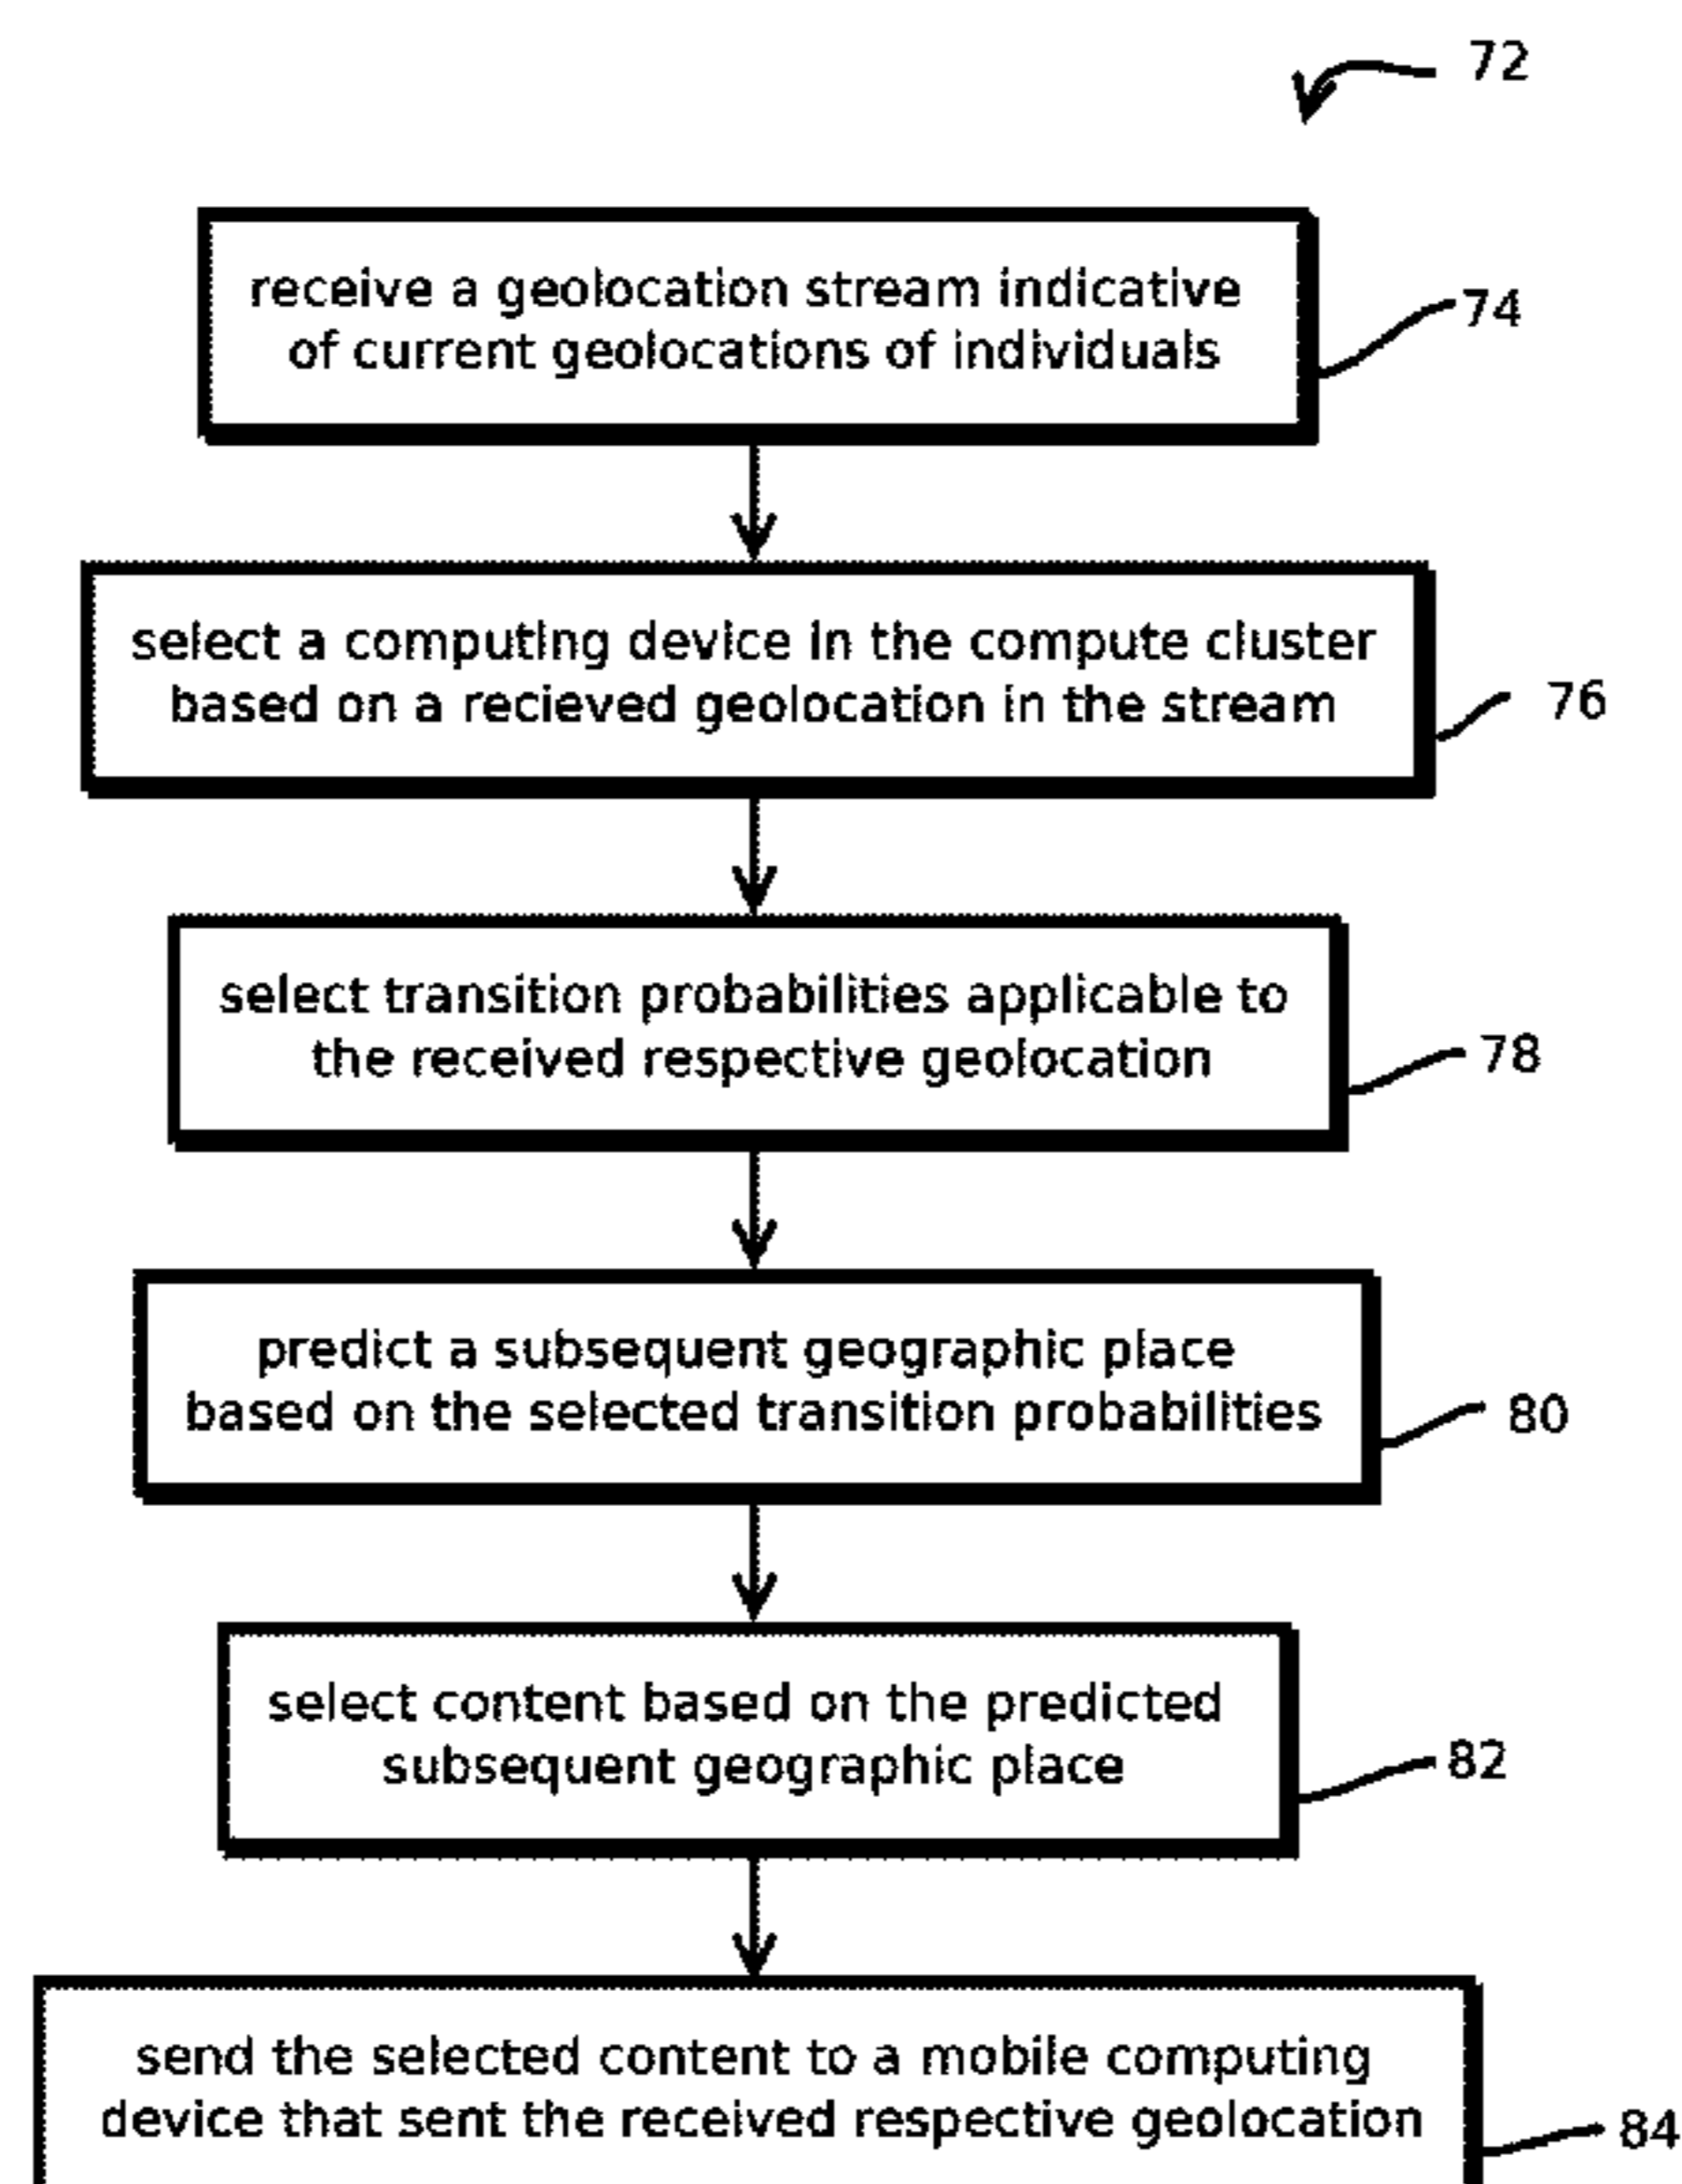 72
receive a geolocation stream indicative
of current geolocations of individuals
74
select a computing device in the compute cluster
based on a recieved geolocation in the stream
76
select transition probabilities applicable to
the received respective geolocation
78
predict a subsequent geographic place
based on the selected transition probabilities
80
select content based on the predicted
subsequent geographic place
82
send the selected content to a mobile computing
device that sent the received respective geolocation
84